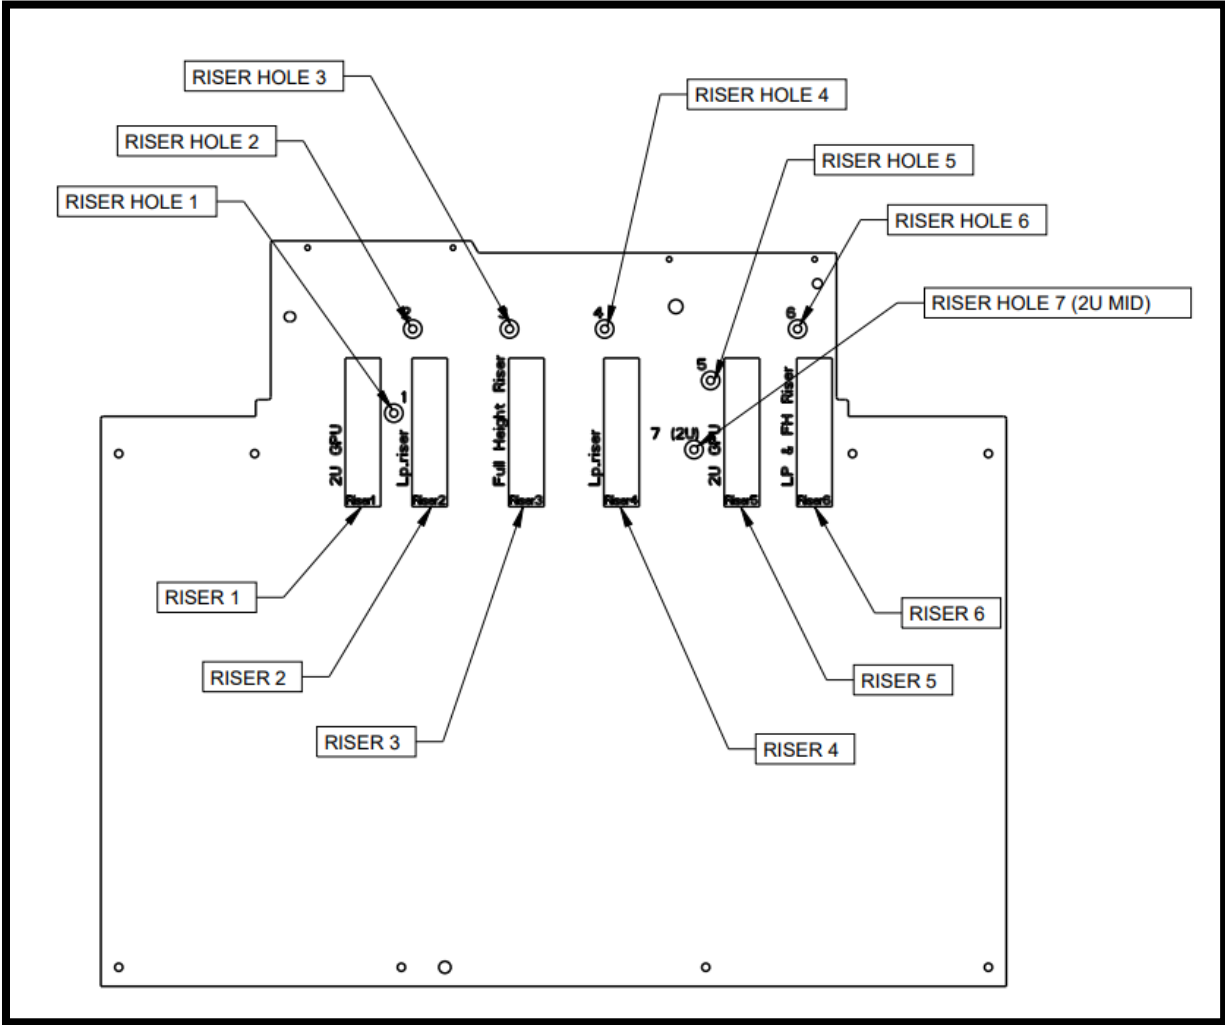 RISER HOLE 3
RISER HOLE 4
RISER HOLE 2
RISER HOLE 5
RISER HOLE 1
RISER HOLE 6
RISER HOLE 7 (2U MID)
2
4
6
5
1
7 (2U)
2U GPU
Lp.riser
Full Height Riser
Lp.riser
2U GPU
LP & FH Riser
Riser1
Riser2
Riser3
Riser4
Riser5
Riser6
RISER 1
RISER 6
RISER 2
RISER 5
RISER 3
RISER 4